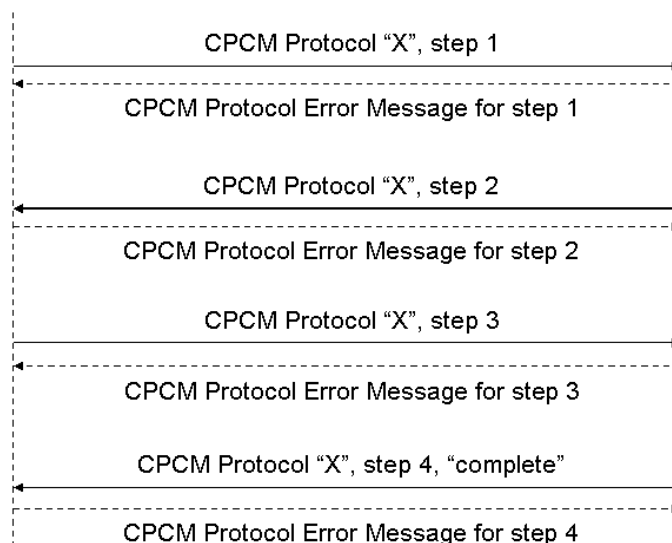 CPCM Protocol “X”, step 1
CPCM Protocol Error Message for step 1
CPCM Protocol “X”, step 2
CPCM Protocol Error Message for step 2
CPCM Protocol “X”, step 3
CPCM Protocol Error Message for step 3
CPCM Protocol “X”, step 4, “complete”
CPCM Protocol Error Message for step 4